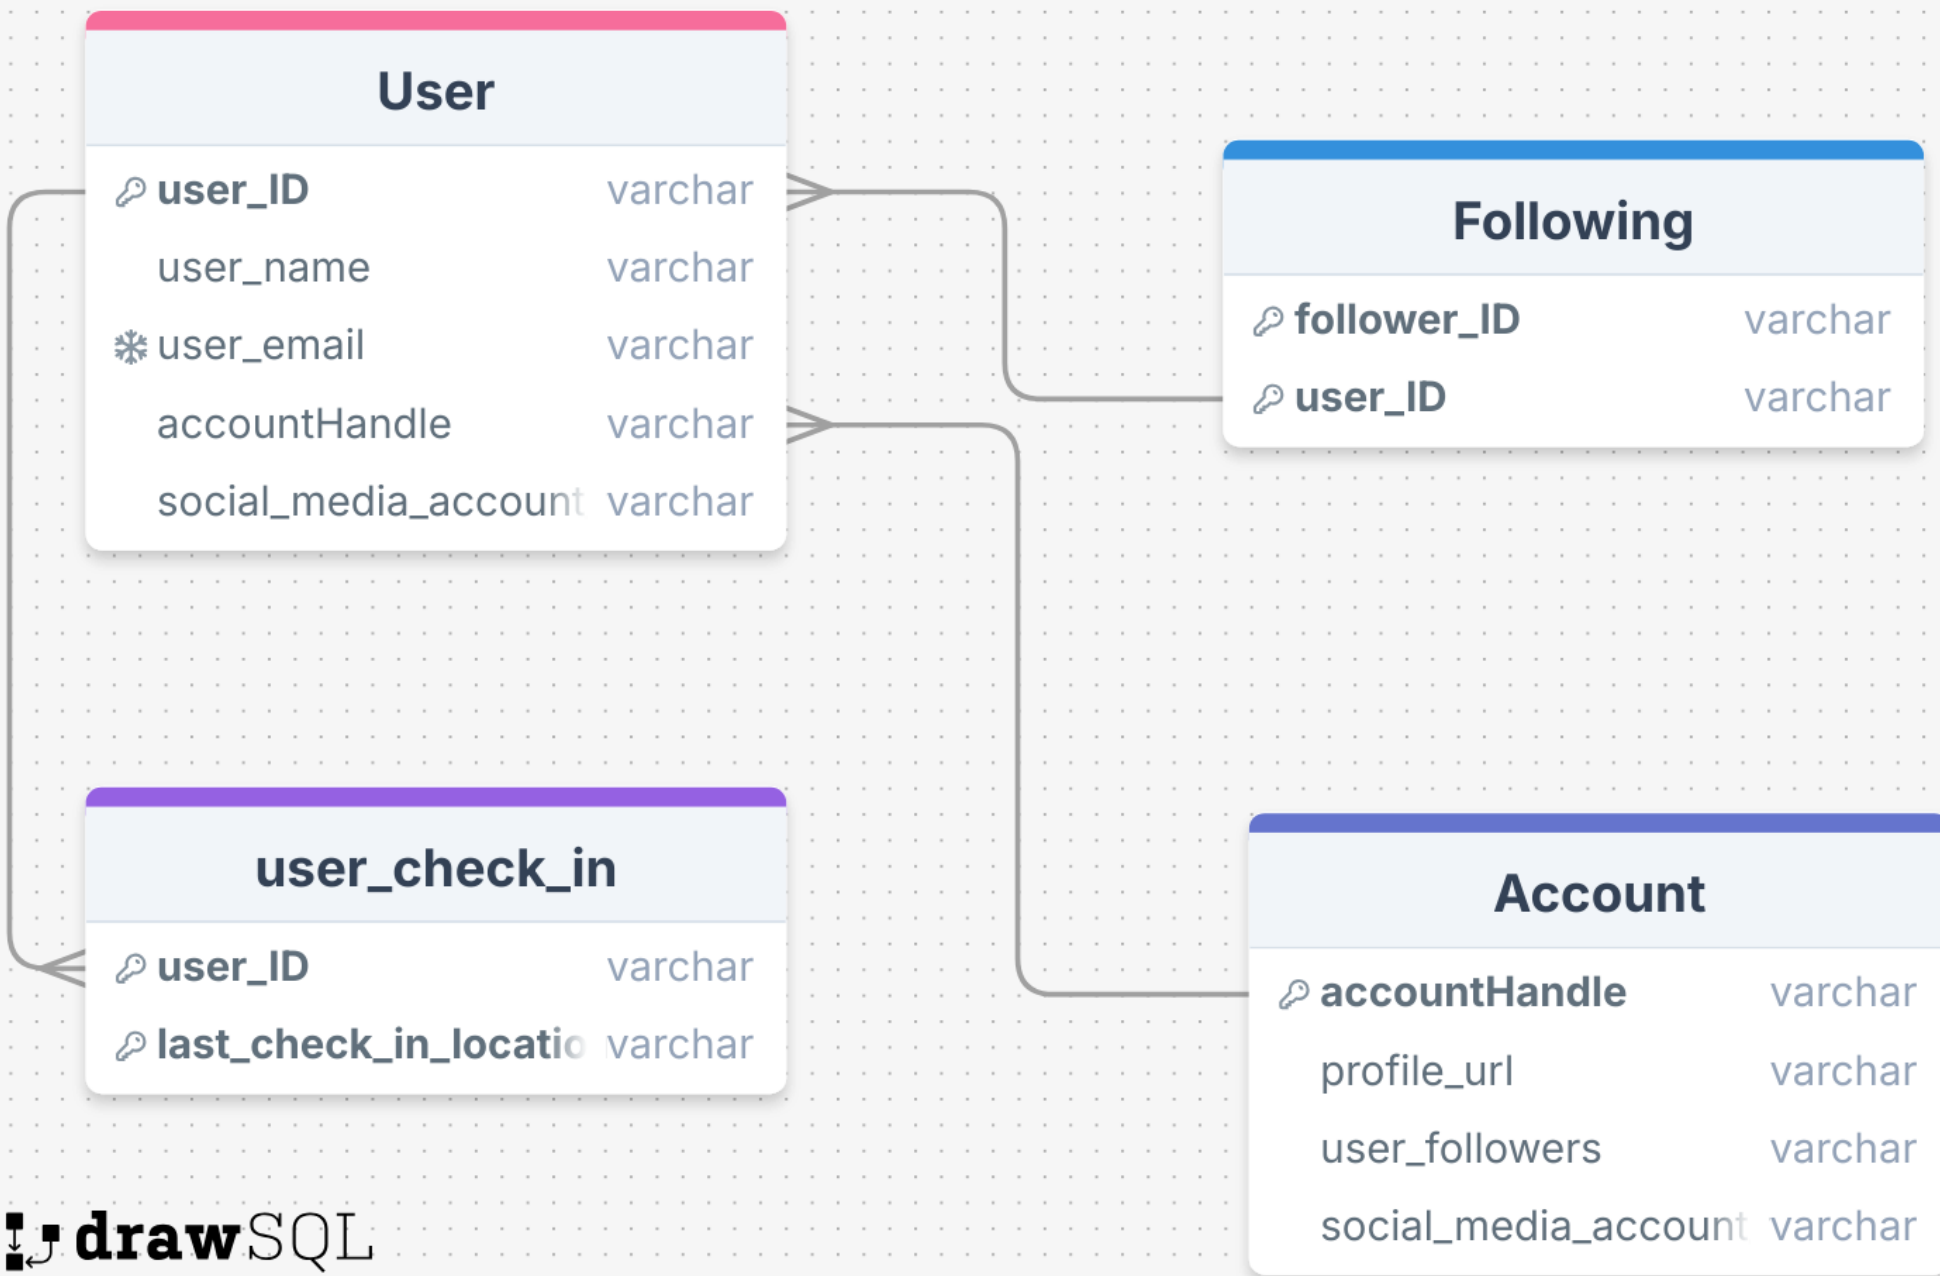 User
user_ID varchar
user_name varchar
user_email varchar
accountHandle varchar
social_media_account varchar
Following
follower_ID varchar
user_ID varchar
user_check_in
user_ID varchar
last_check_in_locatio varchar
Account
accountHandle varchar
profile_url varchar
user_followers varchar
social_media_account varchar
drawSQL